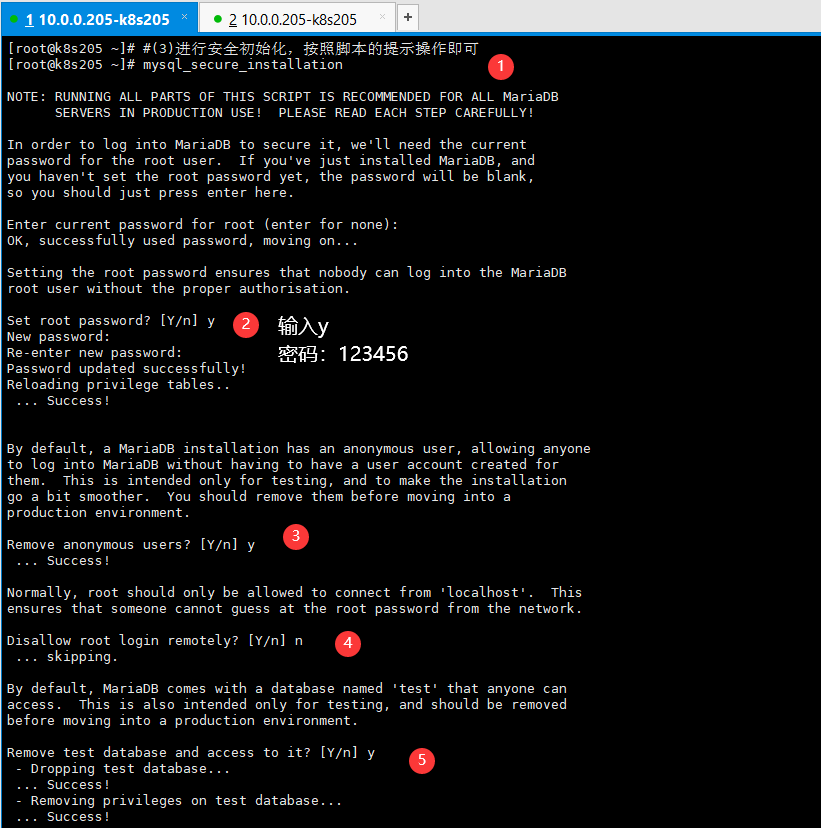 1 10.0.0.205-k8s205 × 2 10.0.0.205-k8s205 × +
[root@k8s205 ~]# #(3)进行安全初始化，按照脚本的提示操作即可
[root@k8s205 ~]# mysql_secure_installation
1
NOTE: RUNNING ALL PARTS OF THIS SCRIPT IS RECOMMENDED FOR ALL MariaDB
SERVERS IN PRODUCTION USE!  PLEASE READ EACH STEP CAREFULLY!
In order to log into MariaDB to secure it, we'll need the current
password for the root user.  If you've just installed MariaDB, and
you haven't set the root password yet, the password will be blank,
so you should just press enter here.
Enter current password for root (enter for none):
OK, successfully used password, moving on...
Setting the root password ensures that nobody can log into the MariaDB
root user without the proper authorisation.
Set root password? [Y/n] y
2
输入y
New password:
Re-enter new password:
密码：123456
Password updated successfully!
Reloading privilege tables..
... Success!
By default, a MariaDB installation has an anonymous user, allowing anyone
to log into MariaDB without having to have a user account created for
them.  This is intended only for testing, and to make the installation
go a bit smoother.  You should remove them before moving into a
production environment.
Remove anonymous users? [Y/n] y
3
... Success!
Normally, root should only be allowed to connect from 'localhost'.  This
ensures that someone cannot guess at the root password from the network.
Disallow root login remotely? [Y/n] n
4
... skipping.
By default, MariaDB comes with a database named 'test' that anyone can
access.  This is also intended only for testing, and should be removed
before moving into a production environment.
Remove test database and access to it? [Y/n] y
5
- Dropping test database...
... Success!
- Removing privileges on test database...
... Success!